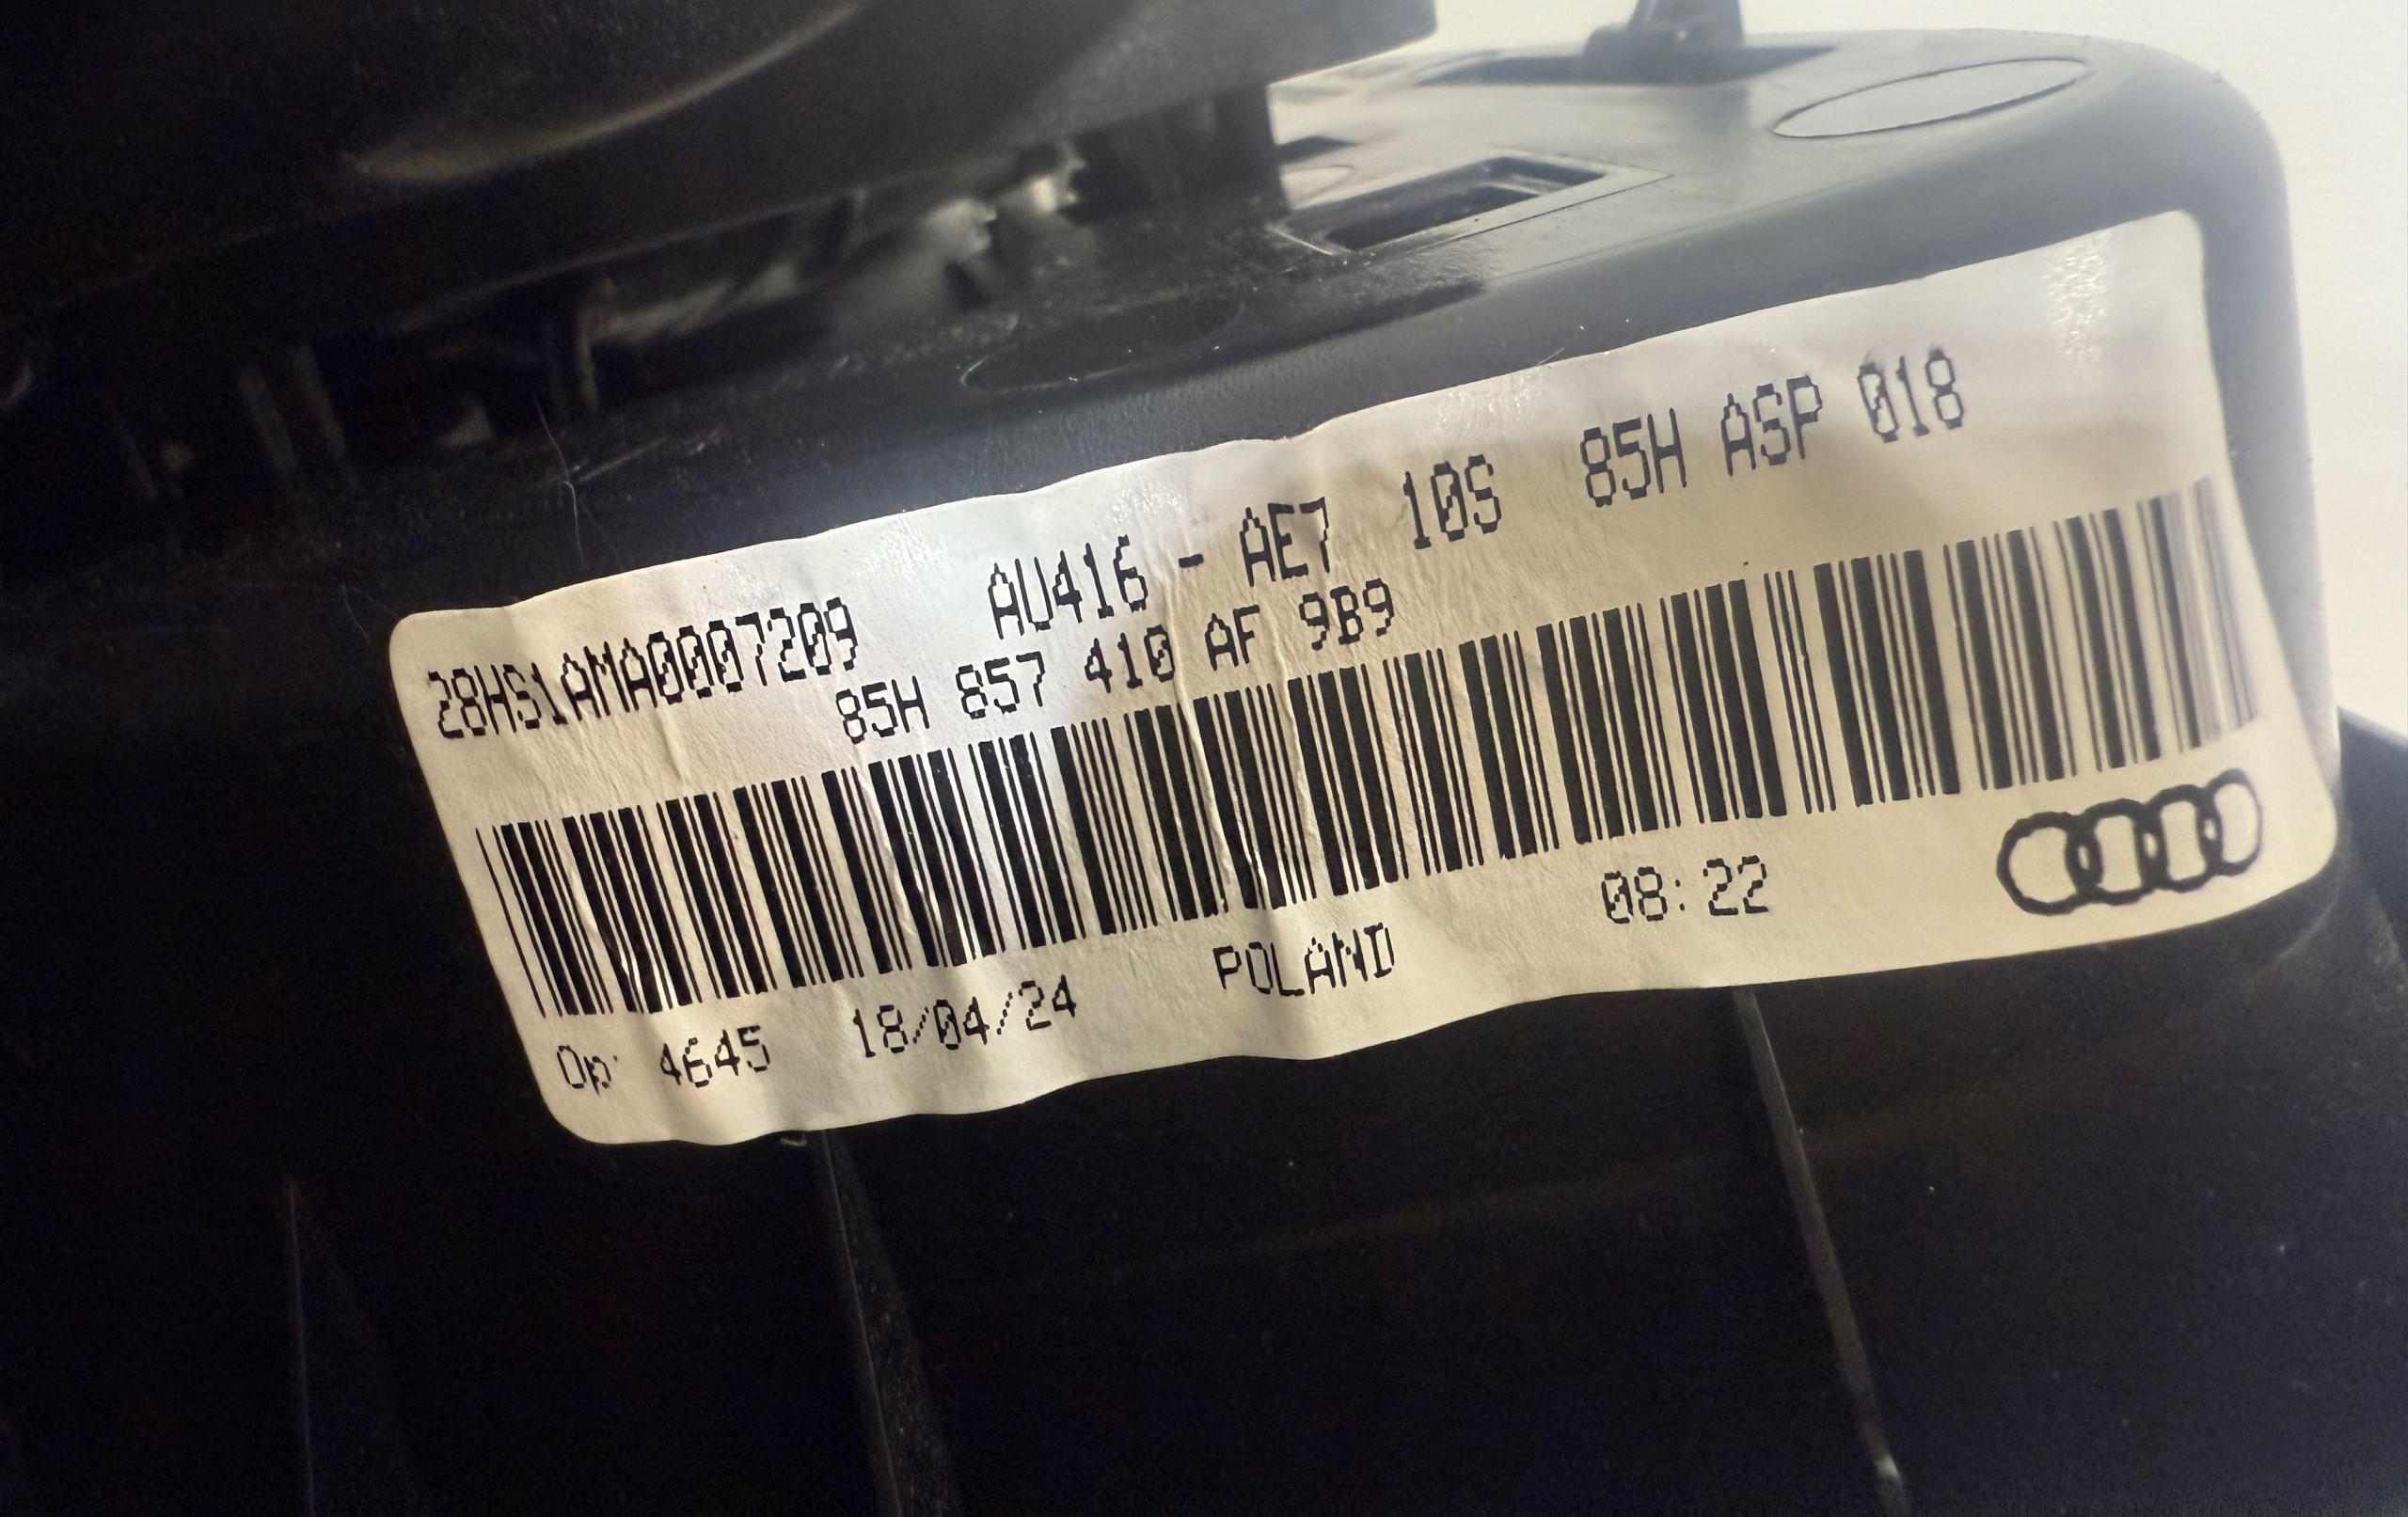 28HS1AMA0007209 AU416 - AE7 10S 85H ASP 018
85H 857 410 AF 9B9
Op: 4645 18/04/24 POLAND 08:22